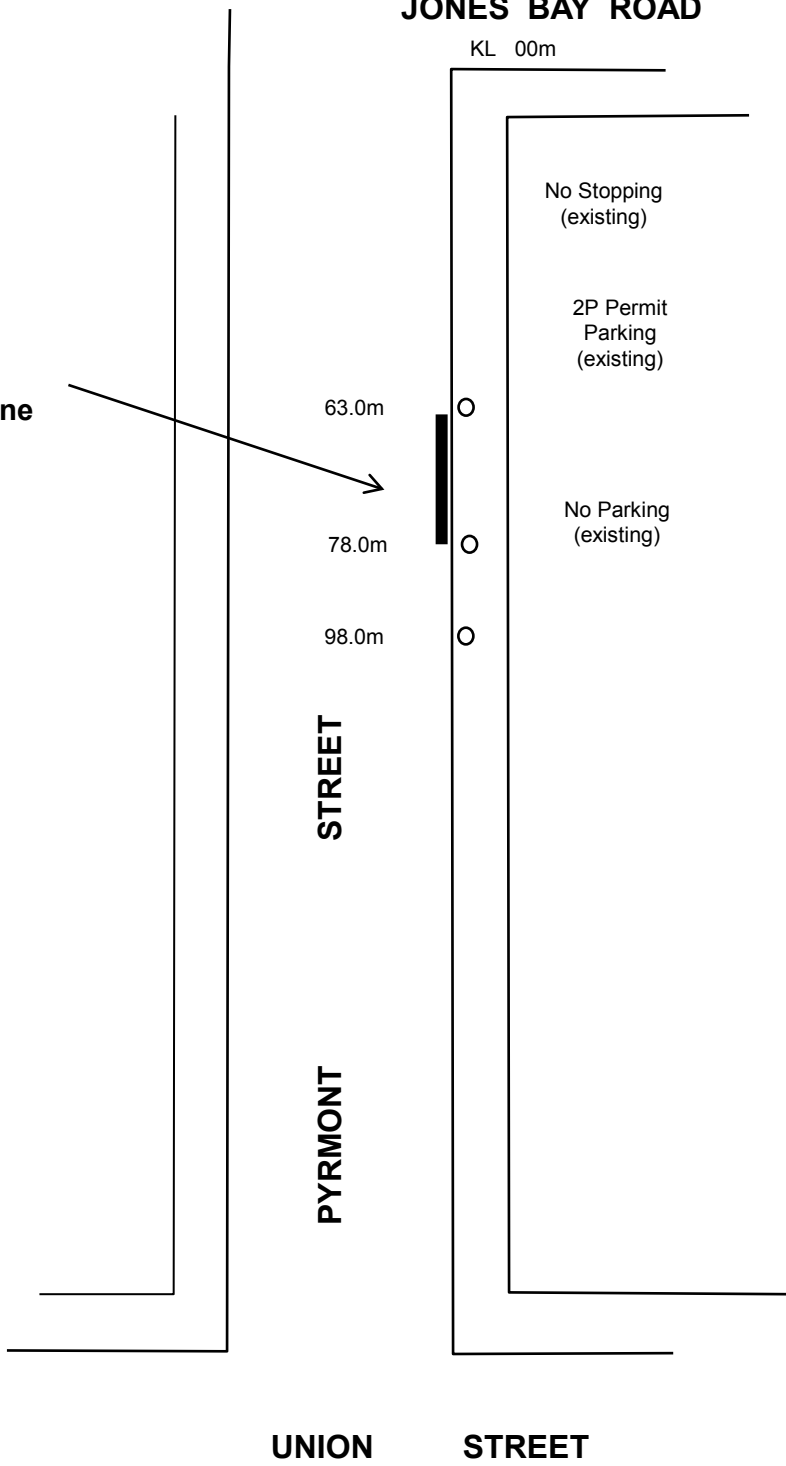 JONES BAY ROAD
KL 00m
No Stopping
(existing)
2P Permit
Parking
(existing)
ne
63.0m
No Parking
(existing)
78.0m
98.0m
STREET
PYRMONT
UNION STREET